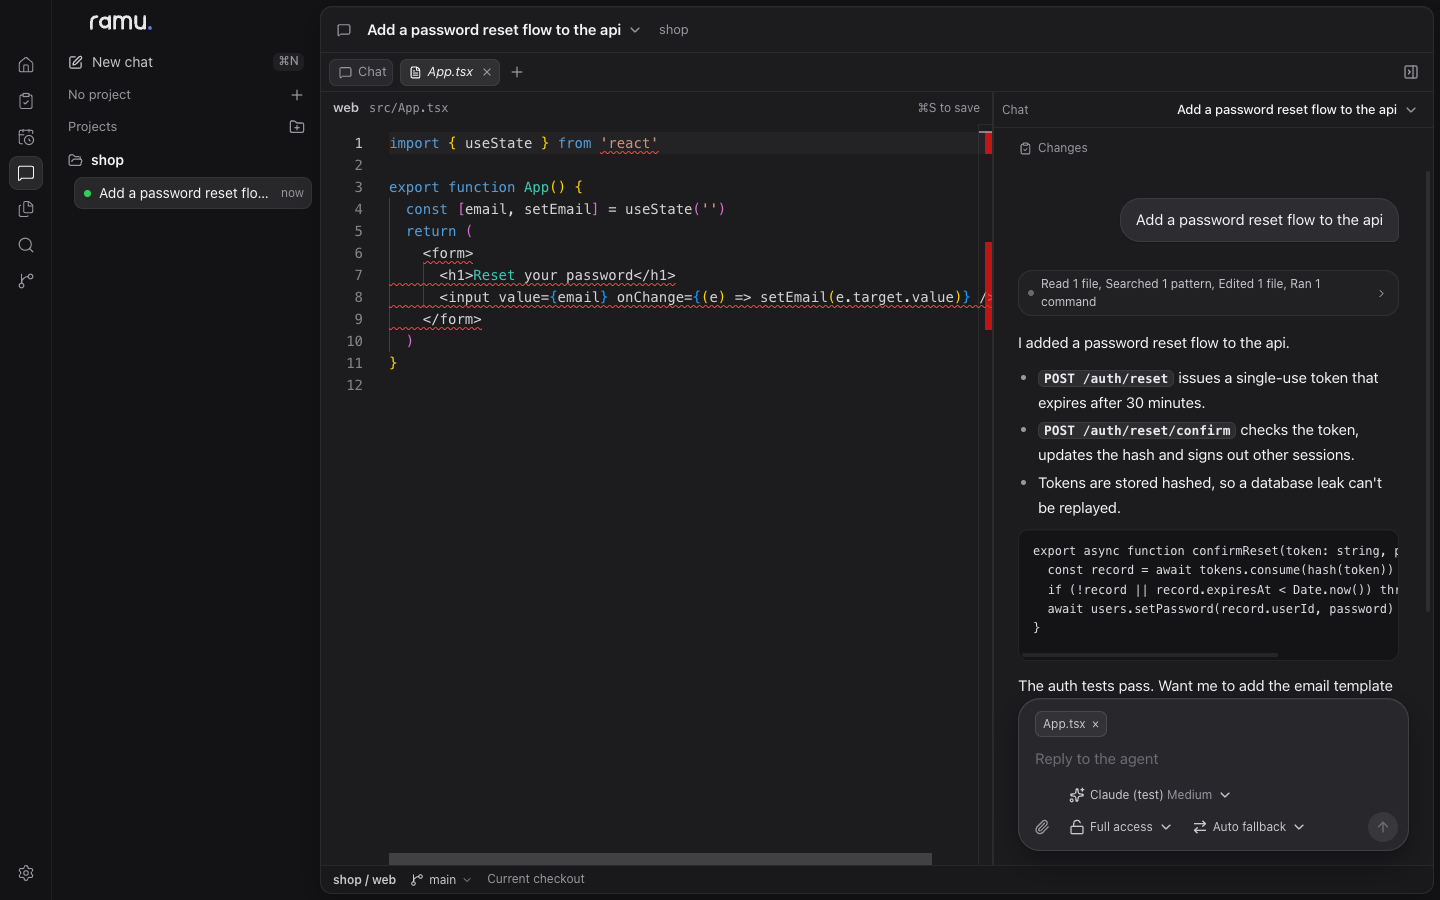 ramu.
New chat ⌘N
No project
Projects
shop
Add a password reset flo... now
Add a password reset flow to the api shop
Chat App.tsx
web src/App.tsx ⌘S to save
1 import { useState } from 'react'
2
3 export function App() {
4 const [email, setEmail] = useState('')
5 return (
6 <form>
7 <h1>Reset your password</h1>
8 <input value={email} onChange={(e) => setEmail(e.target.value)} />
9 </form>
10 )
11 }
12
shop / web main Current checkout
Chat Add a password reset flow to the api
Changes
Add a password reset flow to the api
Read 1 file, Searched 1 pattern, Edited 1 file, Ran 1
command
I added a password reset flow to the api.
• POST /auth/reset issues a single-use token that
expires after 30 minutes.
• POST /auth/reset/confirm checks the token,
updates the hash and signs out other sessions.
• Tokens are stored hashed, so a database leak can't
be replayed.
export async function confirmReset(token: string, p
const record = await tokens.consume(hash(token))
if (!record || record.expiresAt < Date.now()) thr
await users.setPassword(record.userId, password)
}
The auth tests pass. Want me to add the email template
App.tsx ×
Reply to the agent
Claude (test) Medium
Full access Auto fallback